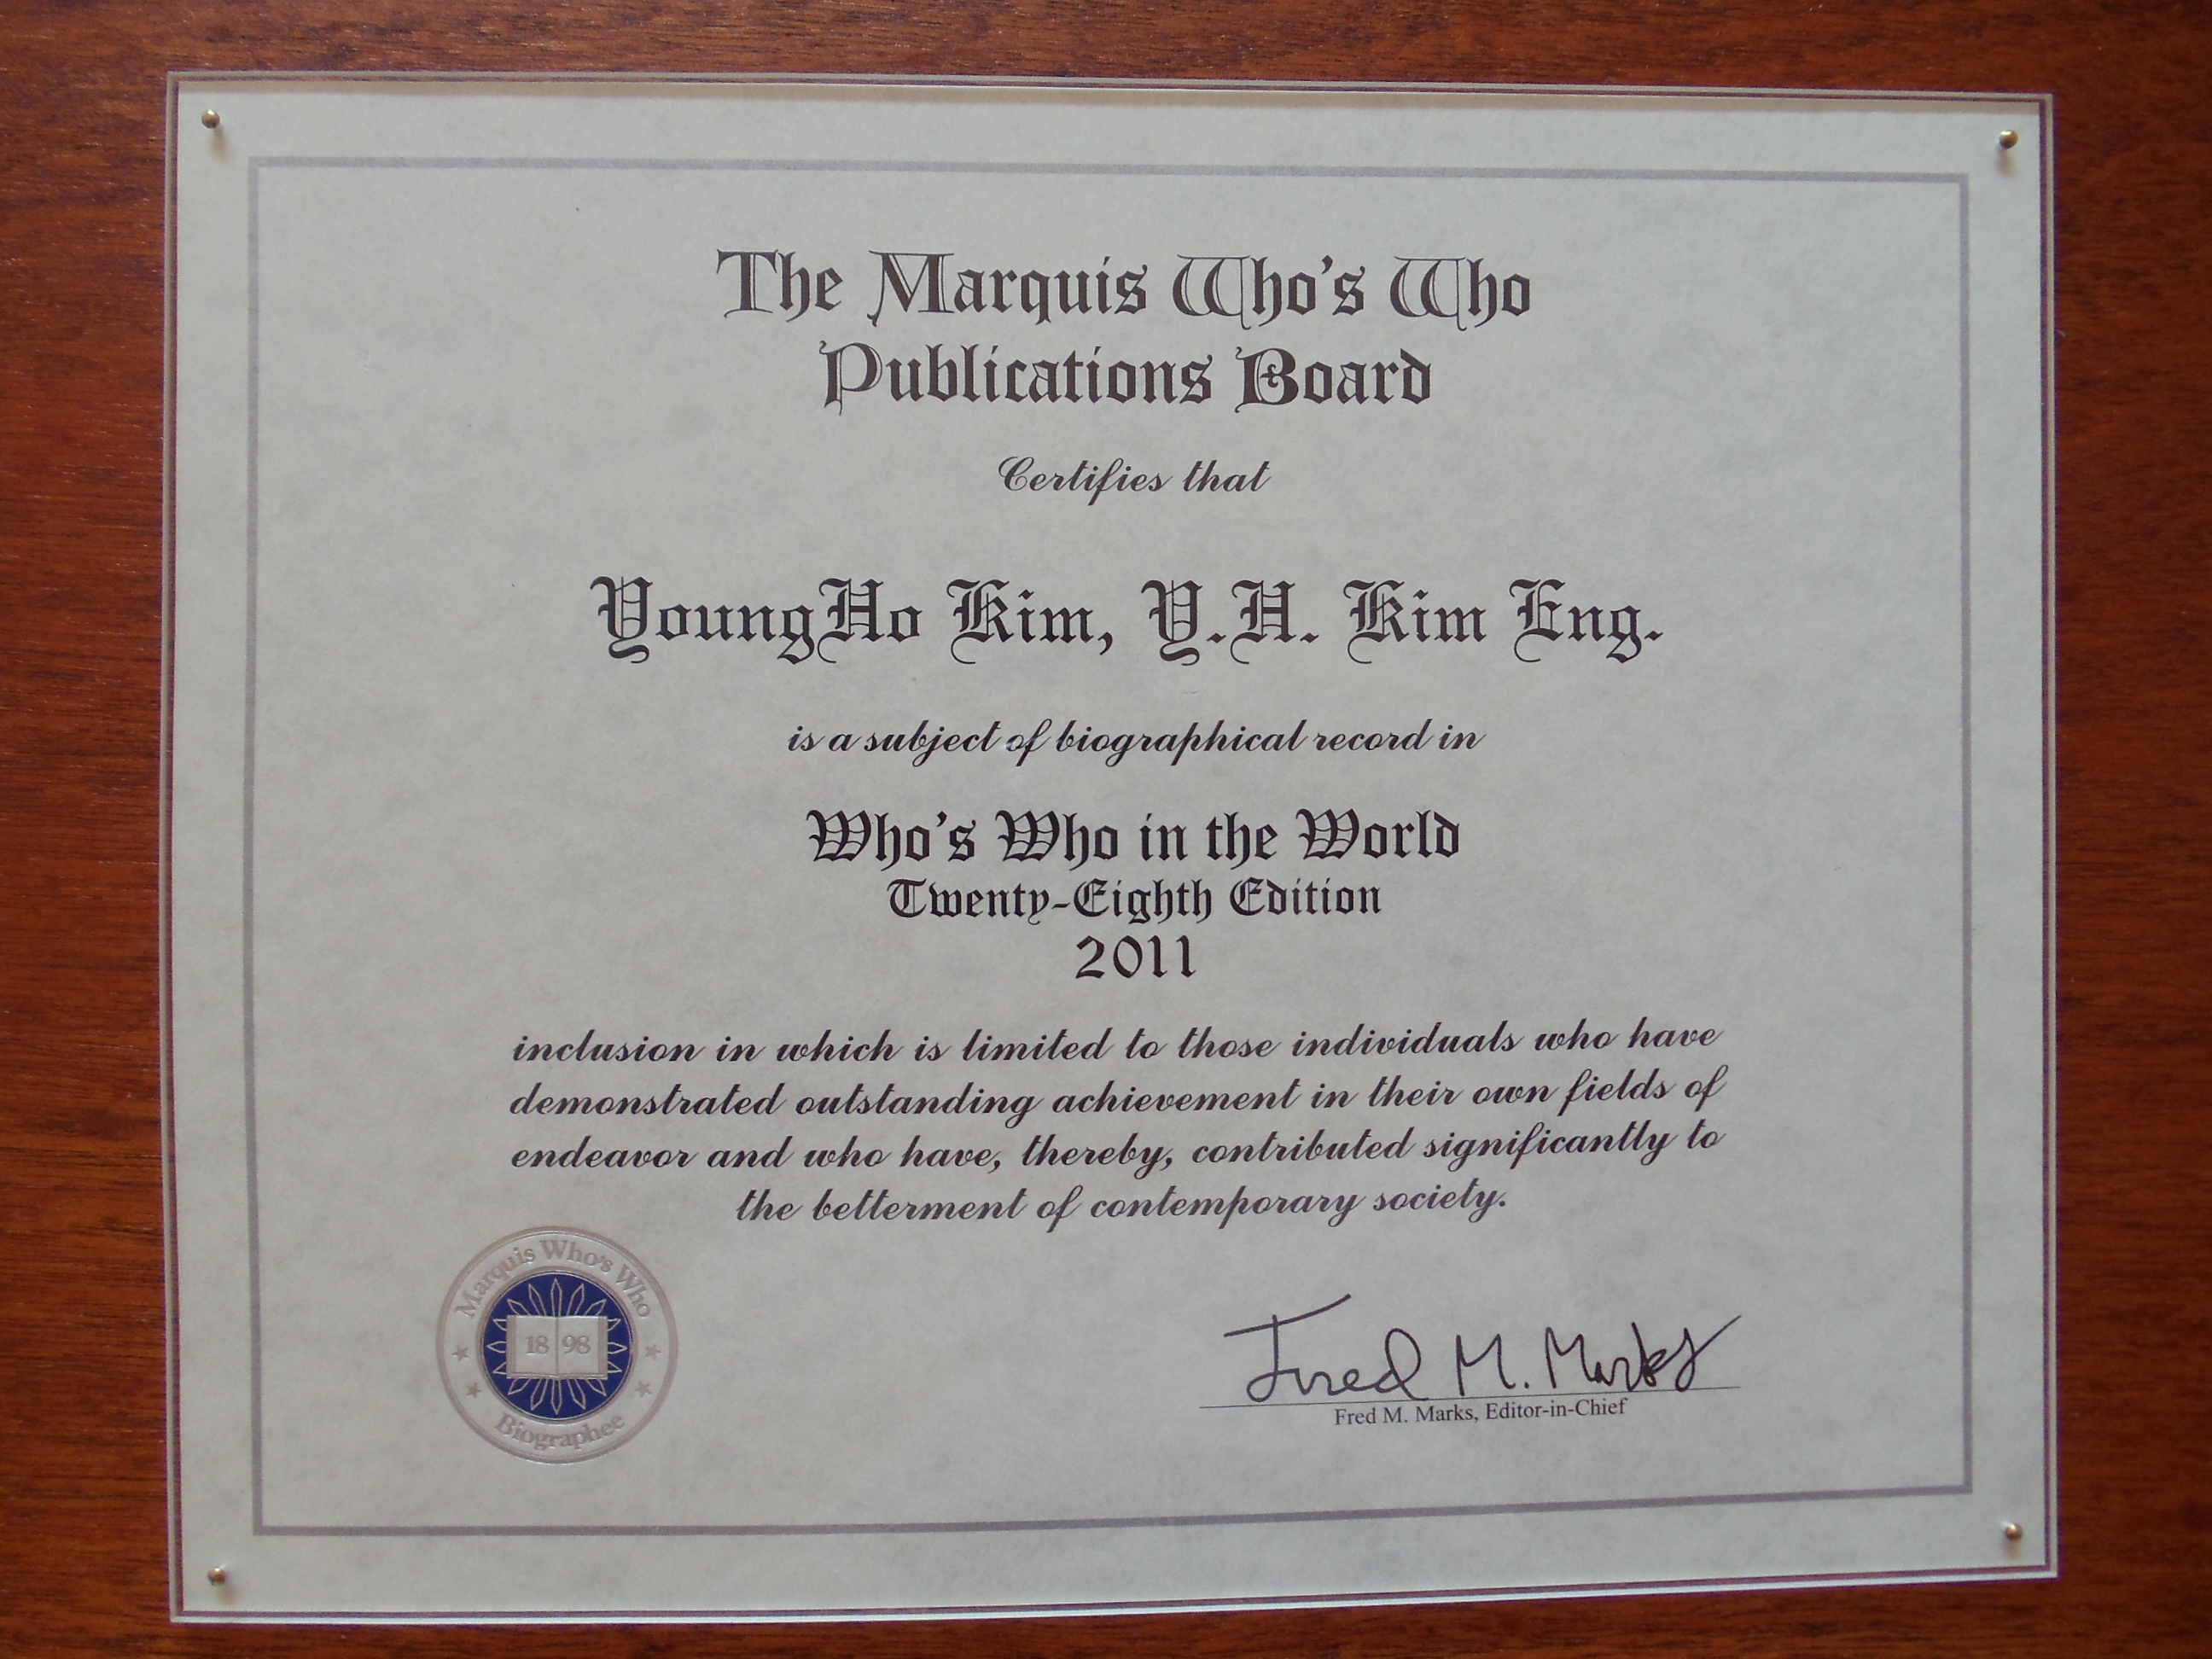 The Marquis Who's Who
Publications Board
Certifies that
YoungHo Kim, Y.H. Kim Eng.
is a subject of biographical record in
Who's Who in the World
Twenty-Eighth Edition
2011
inclusion in which is limited to those individuals who have
demonstrated outstanding achievement in their own fields of
endeavor and who have, thereby, contributed significantly to
the betterment of contemporary society.
Marquis Who's Who
1898
Biographee
Fred M. Marks
Fred M. Marks, Editor-in-Chief